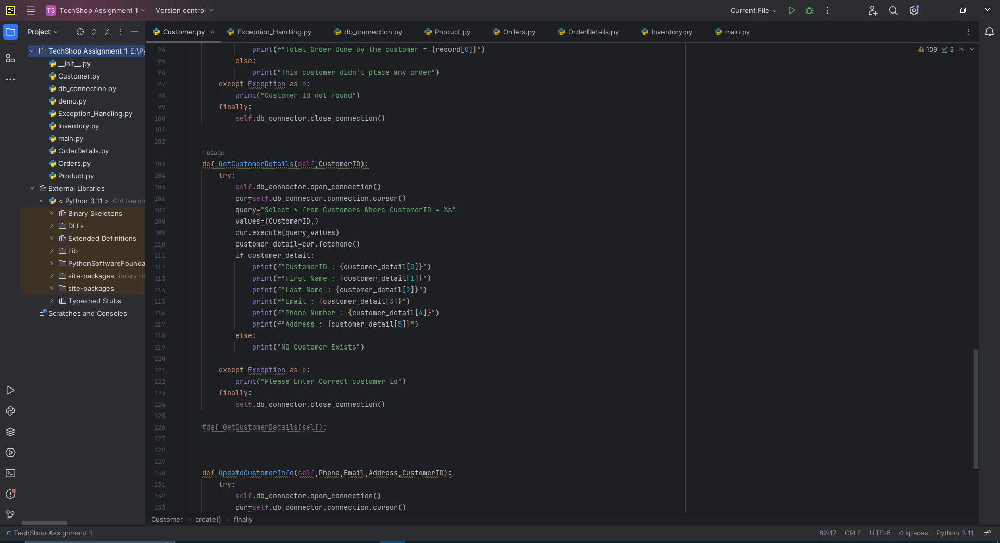 PC TS TechShop Assignment 1 Version control Current File
Project
Customer.py Exception_Handling.py db_connection.py Product.py Orders.py OrderDetails.py Inventory.py main.py
TechShop Assignment 1 E:\Py
__init__.py
Customer.py
db_connection.py
demo.py
Exception_Handling.py
Inventory.py
main.py
OrderDetails.py
Orders.py
Product.py
External Libraries
< Python 3.11 > C:\Users\a
Binary Skeletons
DLLs
Extended Definitions
Lib
PythonSoftwareFounda
site-packages library ro
site-packages
Typeshed Stubs
Scratches and Consoles
109 3
94 print(f"Total Order Done by the customer = {record[0]}")
95 else:
96 print("This customer didn't place any order")
97 except Exception as e:
98 print("Customer Id not Found")
99 finally:
100 self.db_connector.close_connection()
101
102
1 usage
103 def GetCustomerDetails(self,CustomerID):
104 try:
105 self.db_connector.open_connection()
106 cur=self.db_connector.connection.cursor()
107 query="Select * from Customers Where CustomerID = %s"
108 values=(CustomerID,)
109 cur.execute(query,values)
110 customer_detail=cur.fetchone()
111 if customer_detail:
112 print(f"CustomerID : {customer_detail[0]}")
113 print(f"First Name : {customer_detail[1]}")
114 print(f"Last Name : {customer_detail[2]}")
115 print(f"Email : {customer_detail[3]}")
116 print(f"Phone Number : {customer_detail[4]}")
117 print(f"Address : {customer_detail[5]}")
118 else:
119 print("NO Customer Exists")
120
121 except Exception as e:
122 print("Please Enter Correct customer id")
123 finally:
124 self.db_connector.close_connection()
125
126 #def GetCustomerDetails(self):
127
128
129
130 def UpdateCustomerInfo(self,Phone,Email,Address,CustomerID):
131 try:
132 self.db_connector.open_connection()
133 cur=self.db_connector.connection.cursor()
Customer › create() › finally
TechShop Assignment 1 82:17 CRLF UTF-8 4 spaces Python 3.11